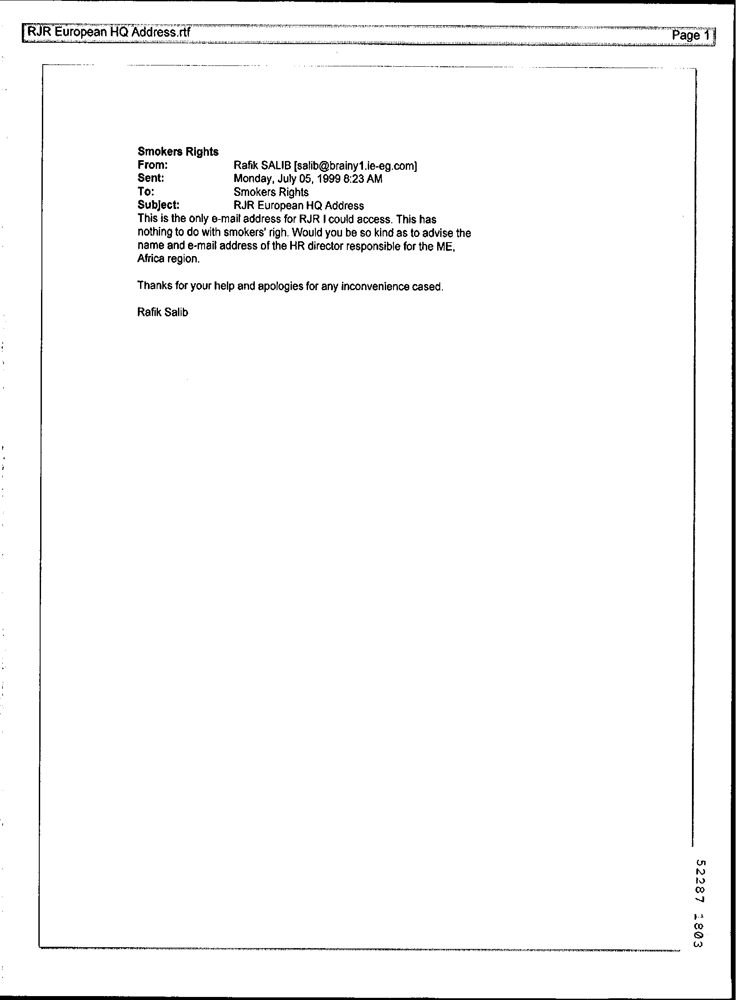 RJR European HQ Address.rtf Page 1
Smokers Rights
From: Rafik SALIB [salib@brainy1.ie-eg.com]
Sent: Monday, July 05, 1999 8:23 AM
To: Smokers Rights
Subject: RJR European HQ Address
This is the only e-mail address for RJR I could access. This has
nothing to do with smokers' righ. Would you be so kind as to advise the
name and e-mail address of the HR director responsible for the ME,
Africa region.
Thanks for your help and apologies for any inconvenience cased.
Rafik Salib
52287 1803